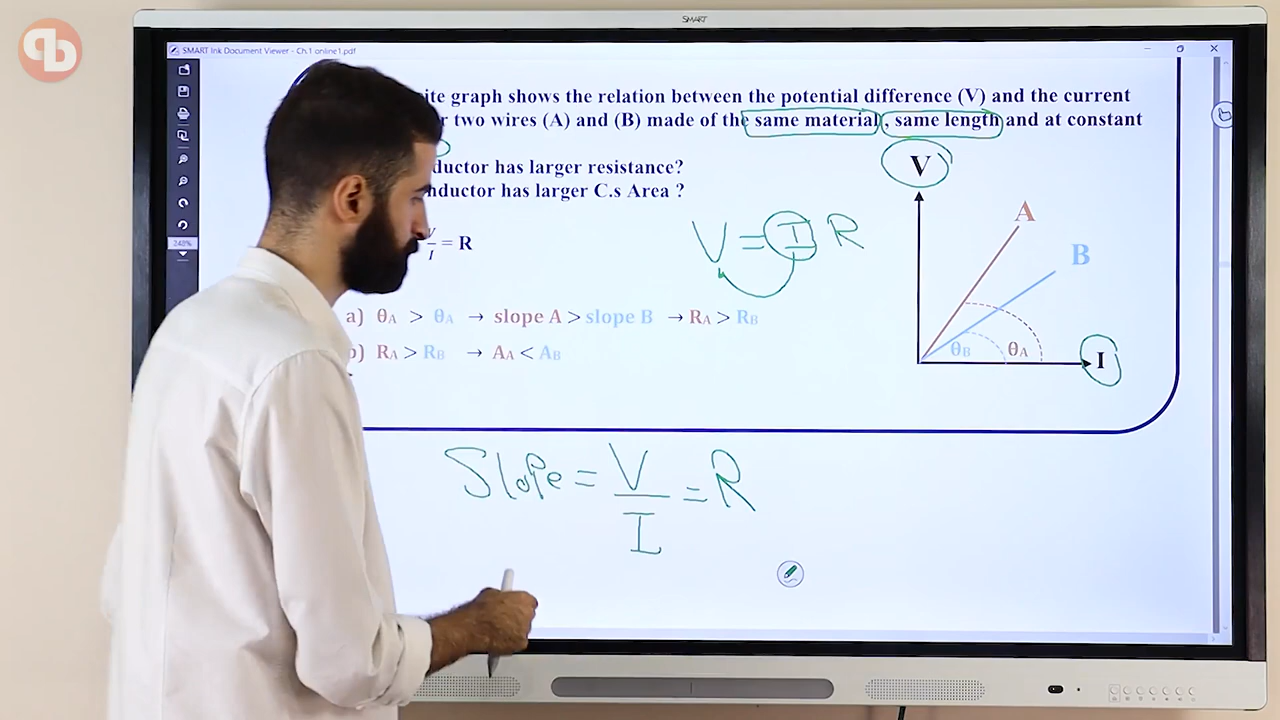 SMART
SMART Ink Document Viewer - Ch.1 online1.pdf
ite graph shows the relation between the potential difference (V) and the current
r two wires (A) and (B) made of the same material, same length and at constant
ductor has larger resistance?
nductor has larger C.s Area ?
V
A
B
V = I R
V/I = R
248%
a) θA > θA → slope A > slope B → RA > RB
) RA > RB → AA < AB
θB θA I
Slope = V/I = R